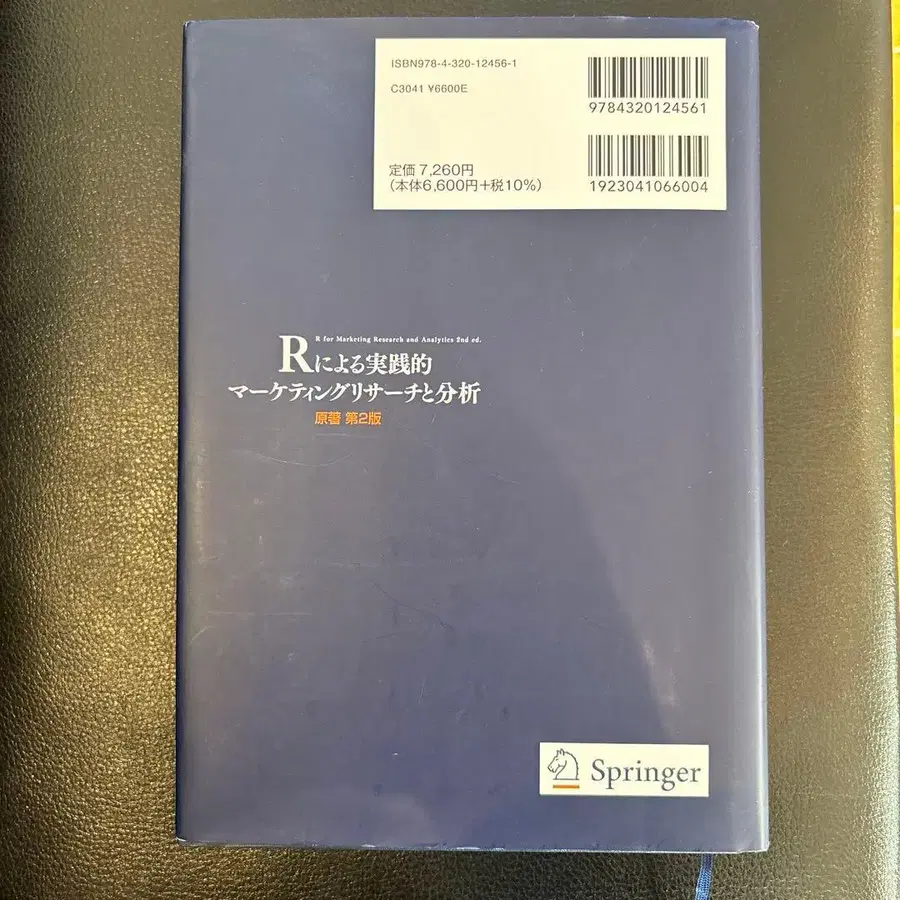 ISBN978-4-320-12456-1
C3041 ¥6600E
9784320124561
定価 7,260円
（本体6,600円＋税10％）
1923041066004
R for Marketing Research and Analytics 2nd ed.
Rによる実践的
マーケティングリサーチと分析
原著 第2版
Springer